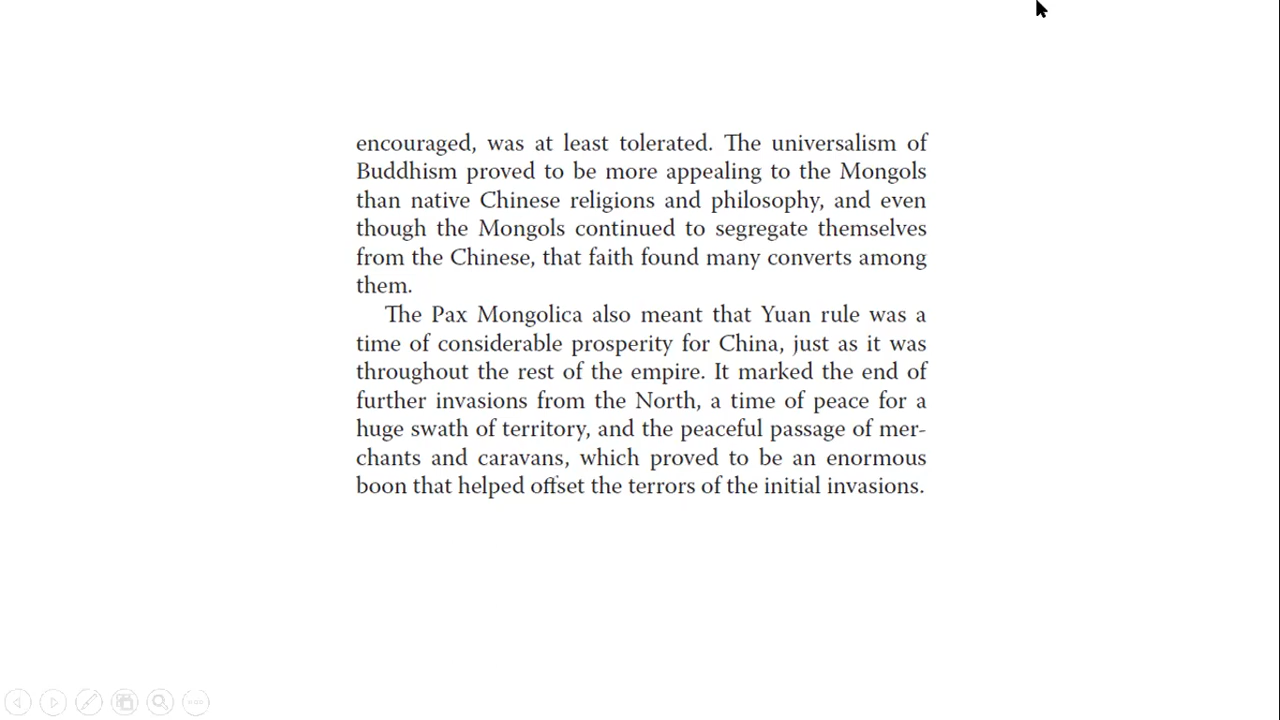 encouraged, was at least tolerated. The universalism of
Buddhism proved to be more appealing to the Mongols
than native Chinese religions and philosophy, and even
though the Mongols continued to segregate themselves
from the Chinese, that faith found many converts among
them.
The Pax Mongolica also meant that Yuan rule was a
time of considerable prosperity for China, just as it was
throughout the rest of the empire. It marked the end of
further invasions from the North, a time of peace for a
huge swath of territory, and the peaceful passage of mer-
chants and caravans, which proved to be an enormous
boon that helped offset the terrors of the initial invasions.